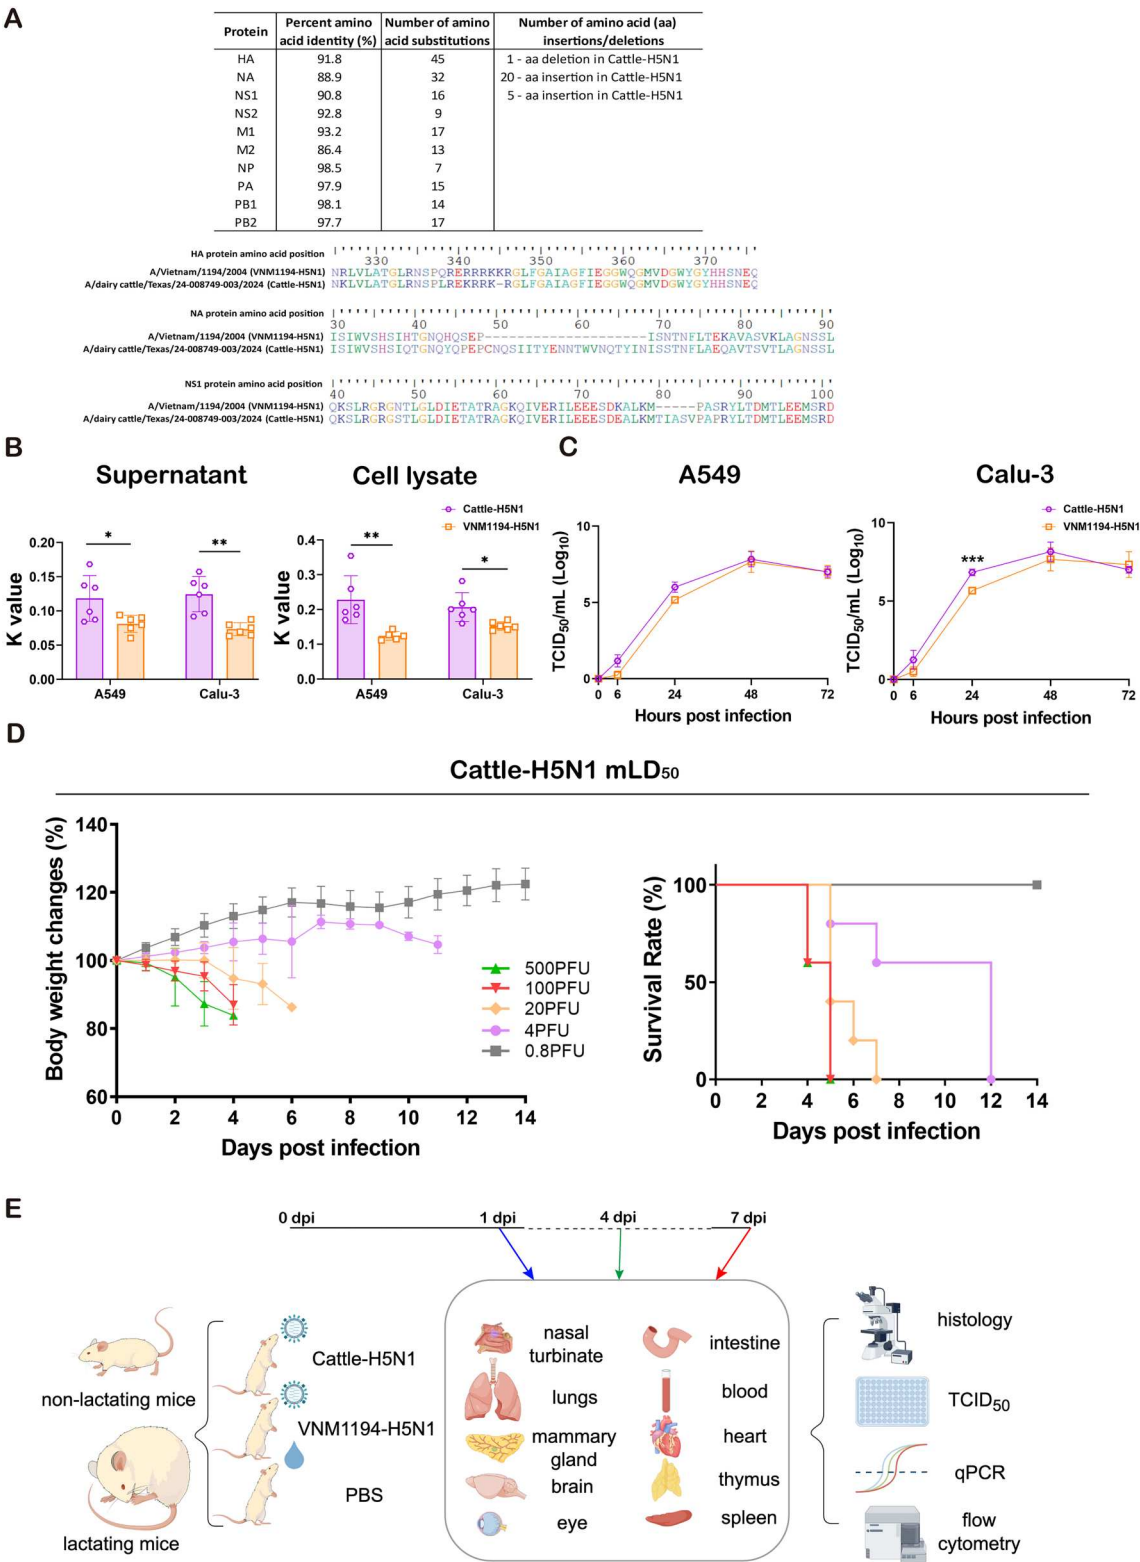 A
Protein | Percent amino acid identity (%) | Number of amino acid substitutions | Number of amino acid (aa) insertions/deletions
HA | 91.8 | 45 | 1 - aa deletion in Cattle-H5N1
NA | 88.9 | 32 | 20 - aa insertion in Cattle-H5N1
NS1 | 90.8 | 16 | 5 - aa insertion in Cattle-H5N1
NS2 | 92.8 | 9
M1 | 93.2 | 17
M2 | 86.4 | 13
NP | 98.5 | 7
PA | 97.9 | 15
PB1 | 98.1 | 14
PB2 | 97.7 | 17
HA protein amino acid position 330 340 350 360 370
A/Vietnam/1194/2004 (VNM1194-H5N1) NRLVLATGLRNSPQRERRRKKRGLFGAIAGFIEGGWQGMVDGWYGYHHSNEQ
A/dairy cattle/Texas/24-008749-003/2024 (Cattle-H5N1) NKLVLATGLRNSPLREKRRK-RGLFGAIAGFIEGGWQGMVDGWYGYHHSNEQ
NA protein amino acid position 30 40 50 60 70 80 90
A/Vietnam/1194/2004 (VNM1194-H5N1) ISIWVSHSIHTGNQHQSEP--------------------ISNTNFLTEKAVASVKLAGNSSL
A/dairy cattle/Texas/24-008749-003/2024 (Cattle-H5N1) ISIWVSHSIQTGNQYQPEPCNQSIITYENNTWVNQTYINISSTNFLAEQAVTSVTLAGNSSL
NS1 protein amino acid position 40 50 60 70 80 90 100
A/Vietnam/1194/2004 (VNM1194-H5N1) QKSLRGRGNTLGLDIETATRAGKQIVERILEEESDKALKM-----PASRYLTDMTLEEMSRD
A/dairy cattle/Texas/24-008749-003/2024 (Cattle-H5N1) QKSLRGRGSTLGLDIETATRAGKQIVERILEEESDEALKMTIASVPAPRYLTDMTLEEMSRD
B
Supernatant
K value
0.20
0.15
0.10
0.05
0.00
*
**
A549 Calu-3
Cell lysate
Cattle-H5N1
VNM1194-H5N1
K value
0.4
0.3
0.2
0.1
0.0
**
*
A549 Calu-3
C
A549
TCID50/mL (Log10)
10
5
0
0 6 24 48 72
Hours post infection
Calu-3
Cattle-H5N1
VNM1194-H5N1
TCID50/mL (Log10)
10
5
0
***
0 6 24 48 72
Hours post infection
D
Cattle-H5N1 mLD50
Body weight changes (%)
140
120
100
80
60
0 2 4 6 8 10 12 14
Days post infection
500PFU
100PFU
20PFU
4PFU
0.8PFU
Survival Rate (%)
100
50
0
0 2 4 6 8 10 12 14
Days post infection
E
0 dpi 1 dpi 4 dpi 7 dpi
non-lactating mice
lactating mice
Cattle-H5N1
VNM1194-H5N1
PBS
nasal
turbinate
lungs
mammary
gland
brain
eye
intestine
blood
heart
thymus
spleen
histology
TCID50
qPCR
flow
cytometry